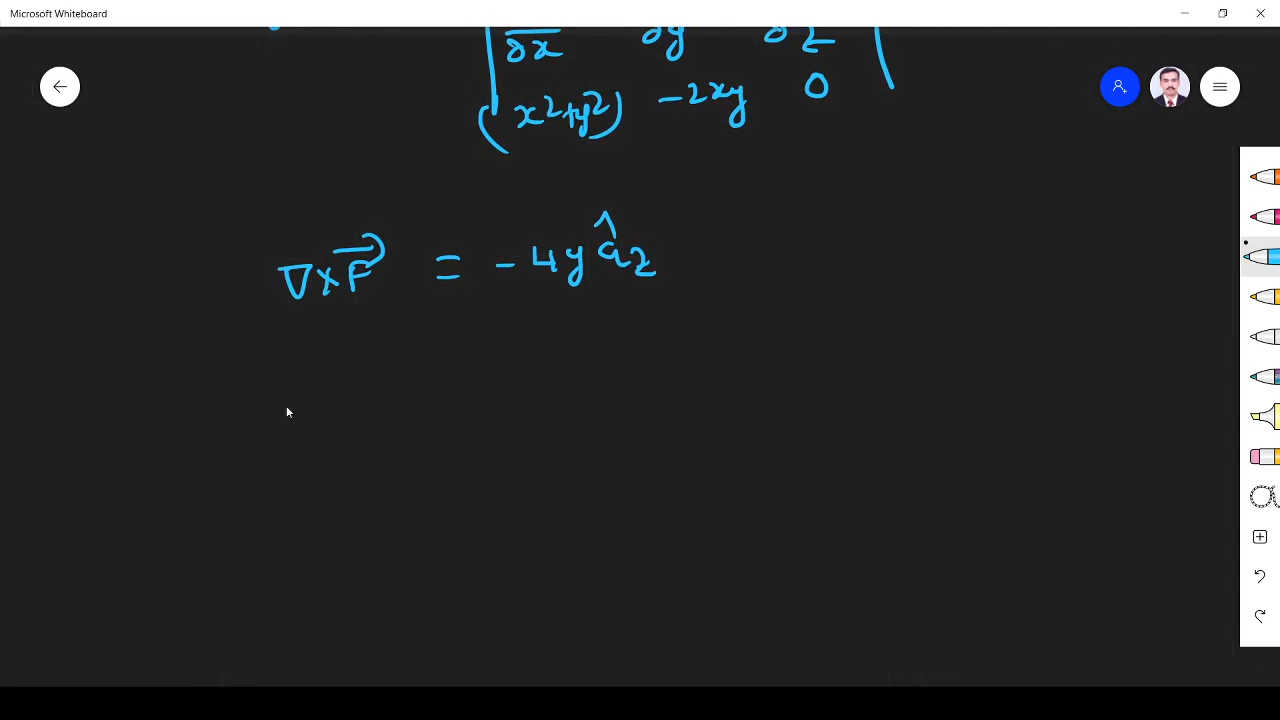 Microsoft Whiteboard
∂x ∂y ∂z
(x²+y²) -2xy 0
∇×F⃗ = -4y âz